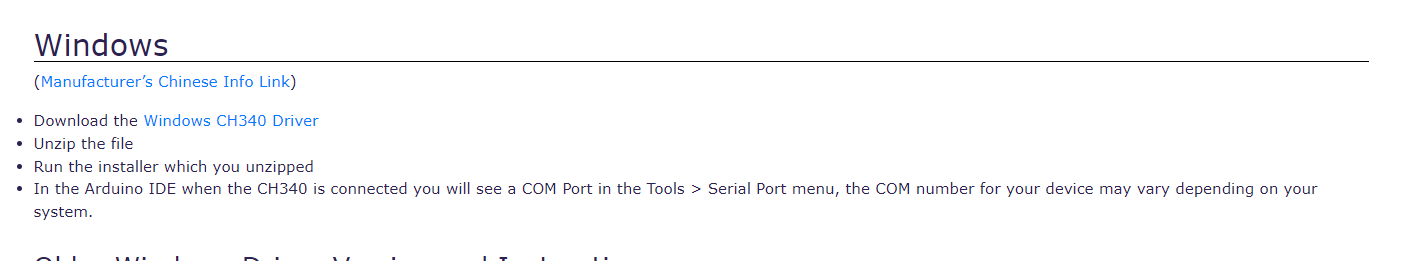 Windows
(Manufacturer’s Chinese Info Link)
• Download the Windows CH340 Driver
• Unzip the file
• Run the installer which you unzipped
• In the Arduino IDE when the CH340 is connected you will see a COM Port in the Tools > Serial Port menu, the COM number for your device may vary depending on your
system.